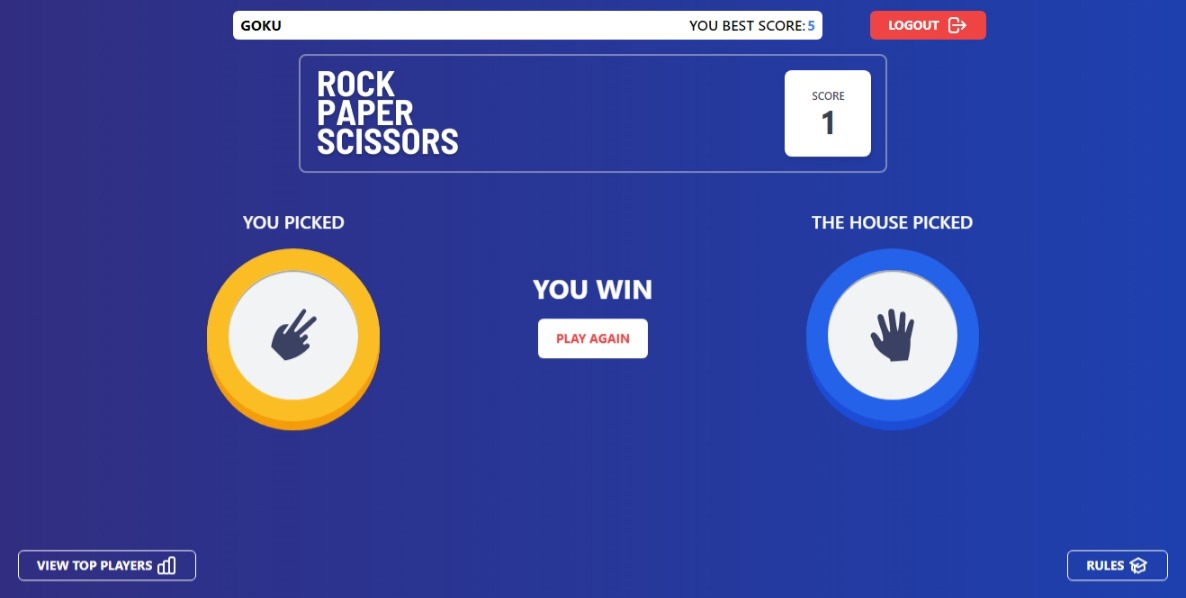 GOKU
YOU BEST SCORE: 5
LOGOUT
ROCK
PAPER
SCISSORS
SCORE
1
YOU PICKED
THE HOUSE PICKED
YOU WIN
PLAY AGAIN
VIEW TOP PLAYERS
RULES